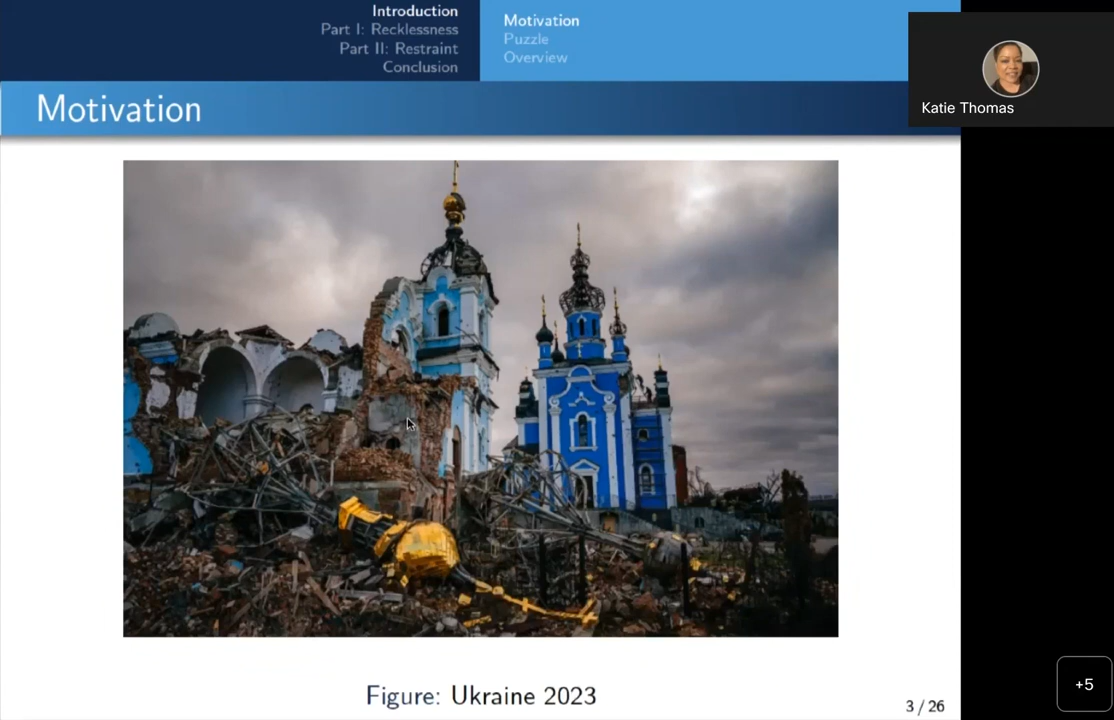 Introduction
Part I: Recklessness
Part II: Restraint
Conclusion
Motivation
Puzzle
Overview
Katie Thomas
Motivation
Figure: Ukraine 2023
3 / 26
+5